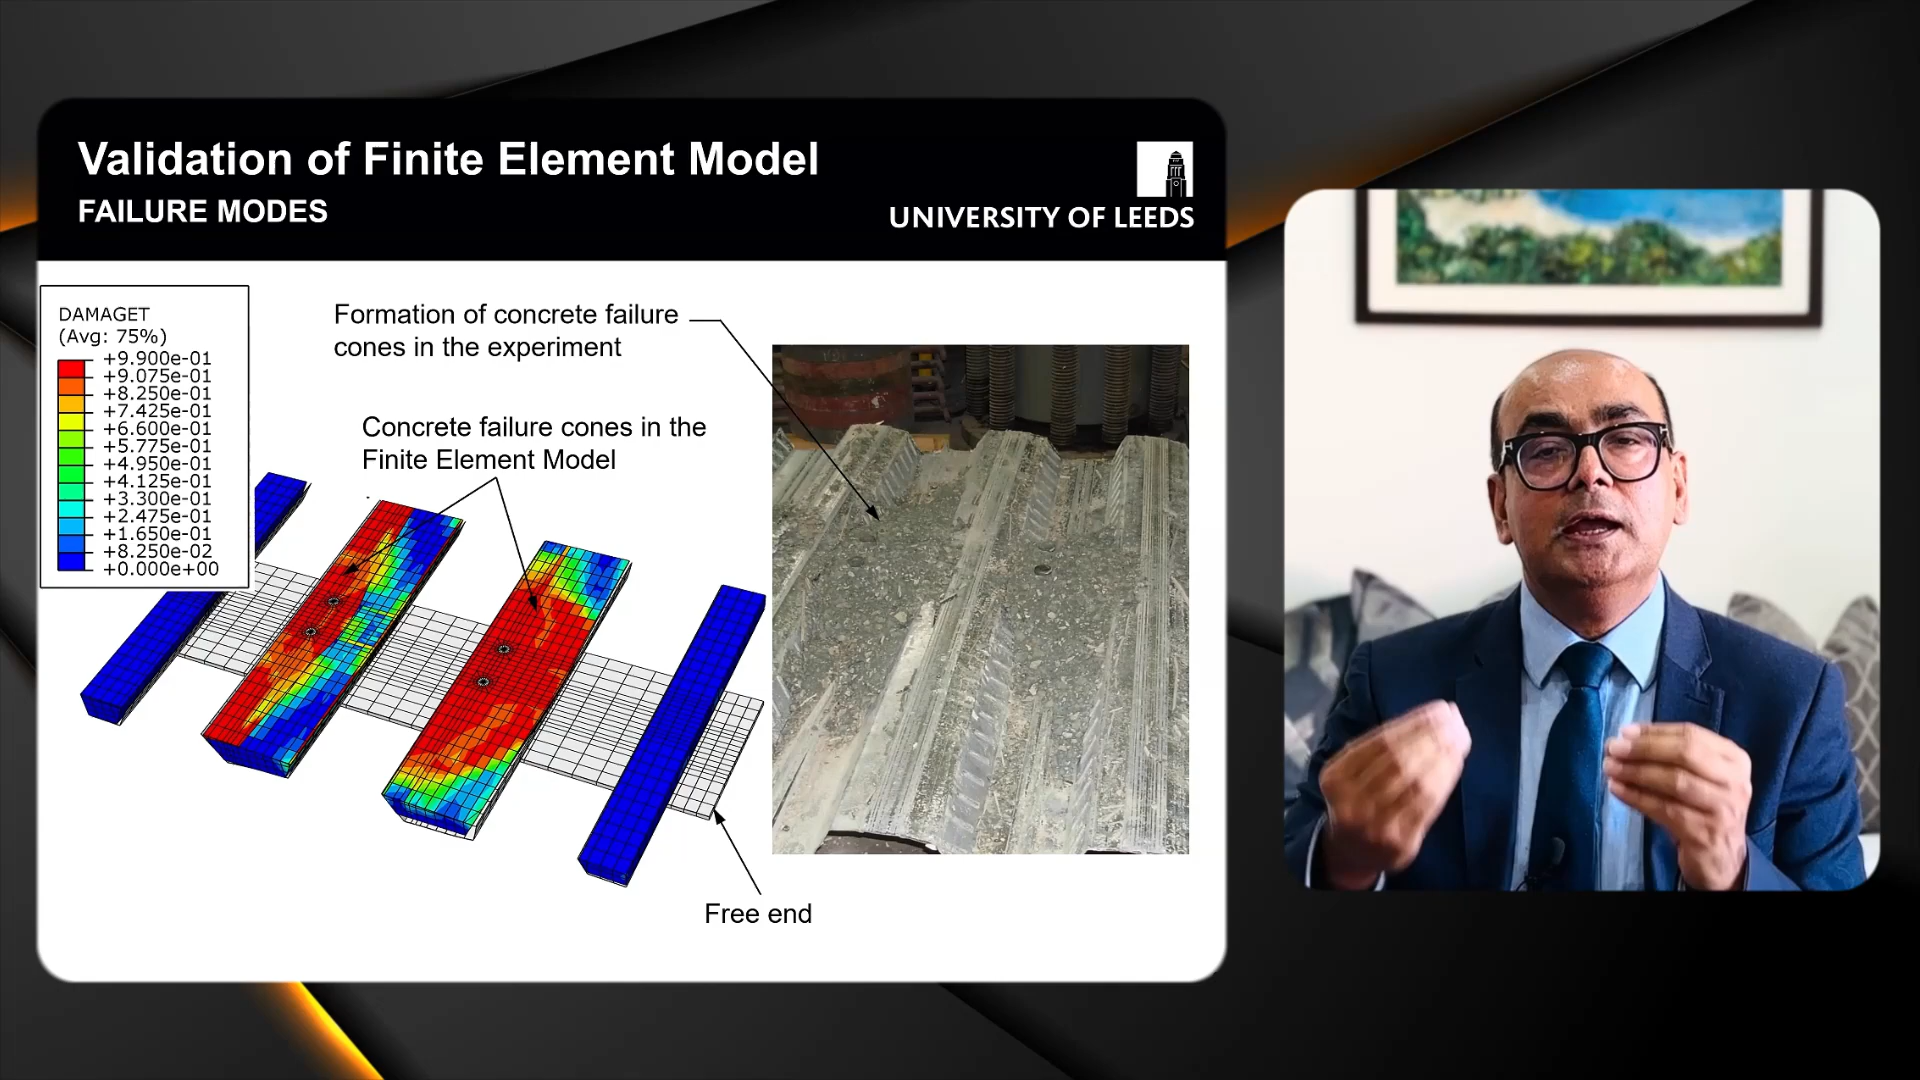 Validation of Finite Element Model
FAILURE MODES
UNIVERSITY OF LEEDS
DAMAGET
(Avg: 75%)
+9.900e-01
+9.075e-01
+8.250e-01
+7.425e-01
+6.600e-01
+5.775e-01
+4.950e-01
+4.125e-01
+3.300e-01
+2.475e-01
+1.650e-01
+8.250e-02
+0.000e+00
Formation of concrete failure
cones in the experiment
Concrete failure cones in the
Finite Element Model
Free end